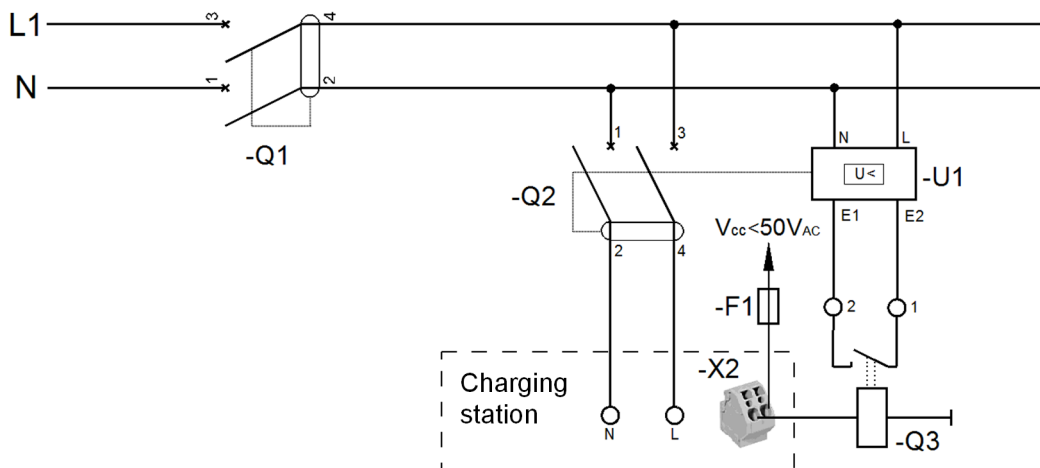 L1
3
4
N
1
2
-Q1
1
3
N
L
U<
-U1
-Q2
E1
E2
2
4
Vcc<50VAC
-F1
2
1
-X2
Charging
station
N
L
-Q3